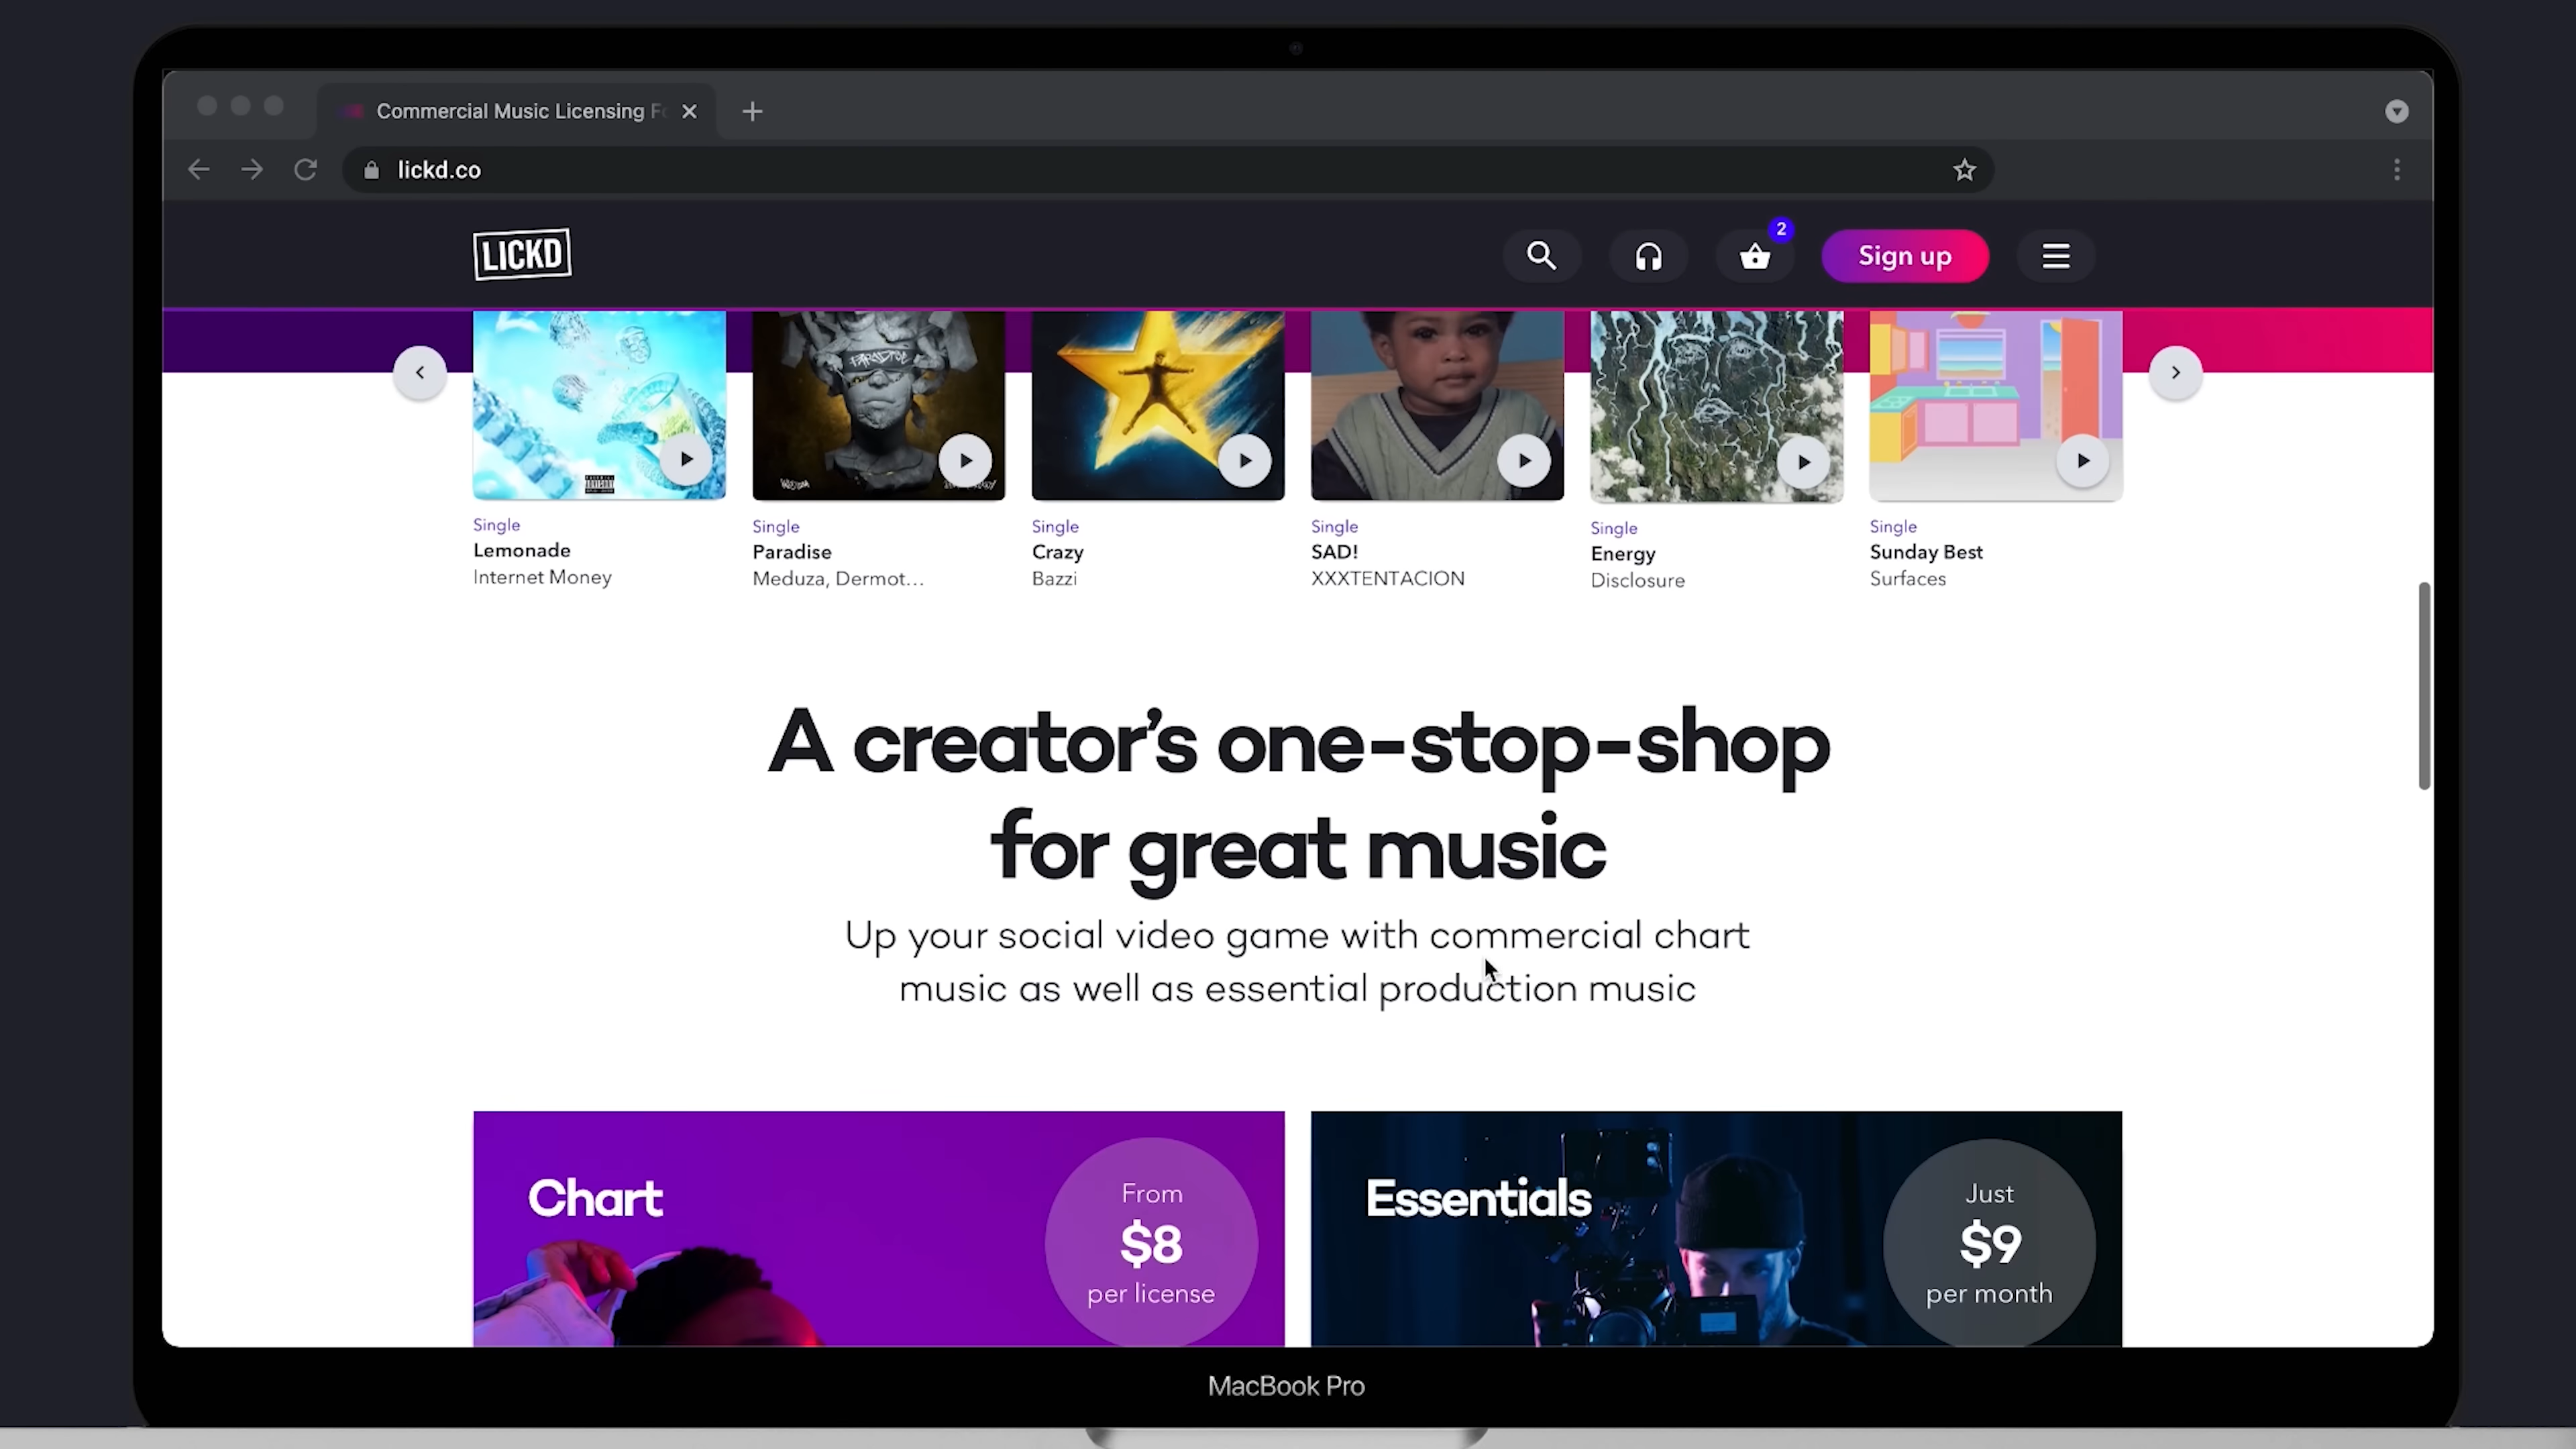 Commercial Music Licensing Fo
lickd.co
LICKD
2
Sign up
PARADISE
Single
Lemonade
Internet Money
Single
Paradise
Meduza, Dermot...
Single
Crazy
Bazzi
Single
SAD!
XXXTENTACION
Single
Energy
Disclosure
Single
Sunday Best
Surfaces
A creator's one-stop-shop
for great music
Up your social video game with commercial chart
music as well as essential production music
Chart
From
$8
per license
Essentials
Just
$9
per month
MacBook Pro